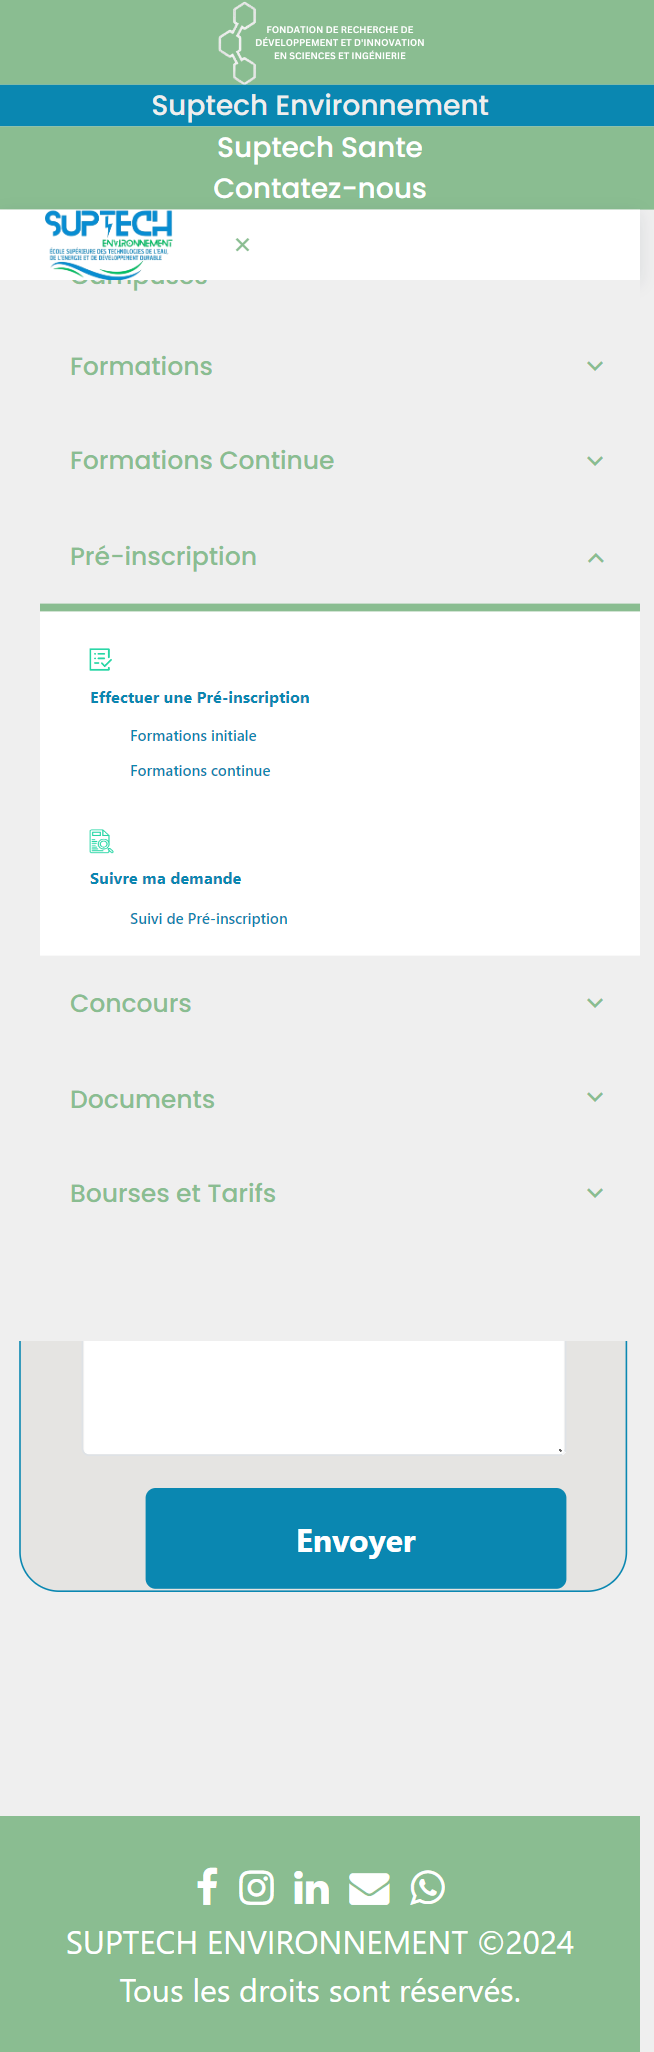 FONDATION DE RECHERCHE DE
DÉVELOPPEMENT ET D'INNOVATION
EN SCIENCES ET INGÉNIERIE
Suptech Environnement
Suptech Sante
Contatez-nous
SUPTECH
ENVIRONNEMENT
ÉCOLE SUPÉRIEURE DES TECHNOLOGIES DE L'EAU,
DE L'ENERGIE ET DE DÉVELOPPEMENT DURABLE
Campuses
Formations
Formations Continue
Pré-inscription
Effectuer une Pré-inscription
Formations initiale
Formations continue
Suivre ma demande
Suivi de Pré-inscription
Concours
Documents
Bourses et Tarifs
Envoyer
SUPTECH ENVIRONNEMENT ©2024
Tous les droits sont réservés.